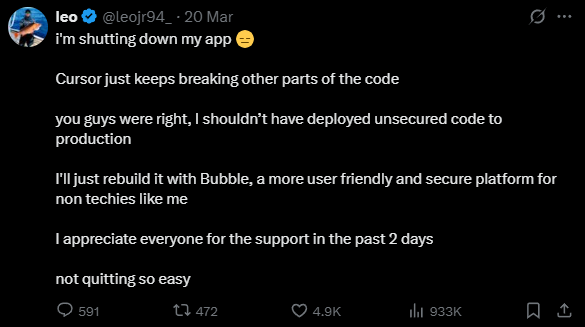 leo @leojr94_ · 20 Mar
i'm shutting down my app 😑
Cursor just keeps breaking other parts of the code
you guys were right, I shouldn’t have deployed unsecured code to
production
I'll just rebuild it with Bubble, a more user friendly and secure platform for
non techies like me
I appreciate everyone for the support in the past 2 days
not quitting so easy
591 472 4.9K 933K